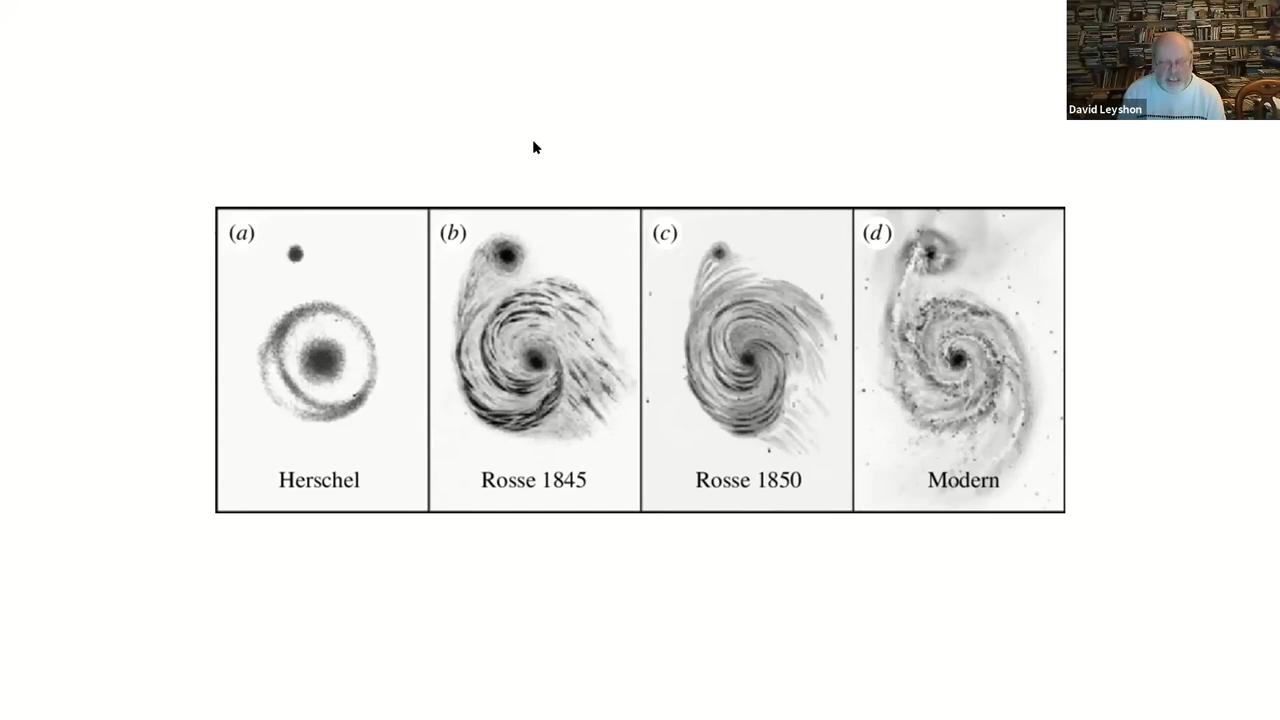 David Leyshon
(a)
(b)
(c)
(d)
Herschel
Rosse 1845
Rosse 1850
Modern